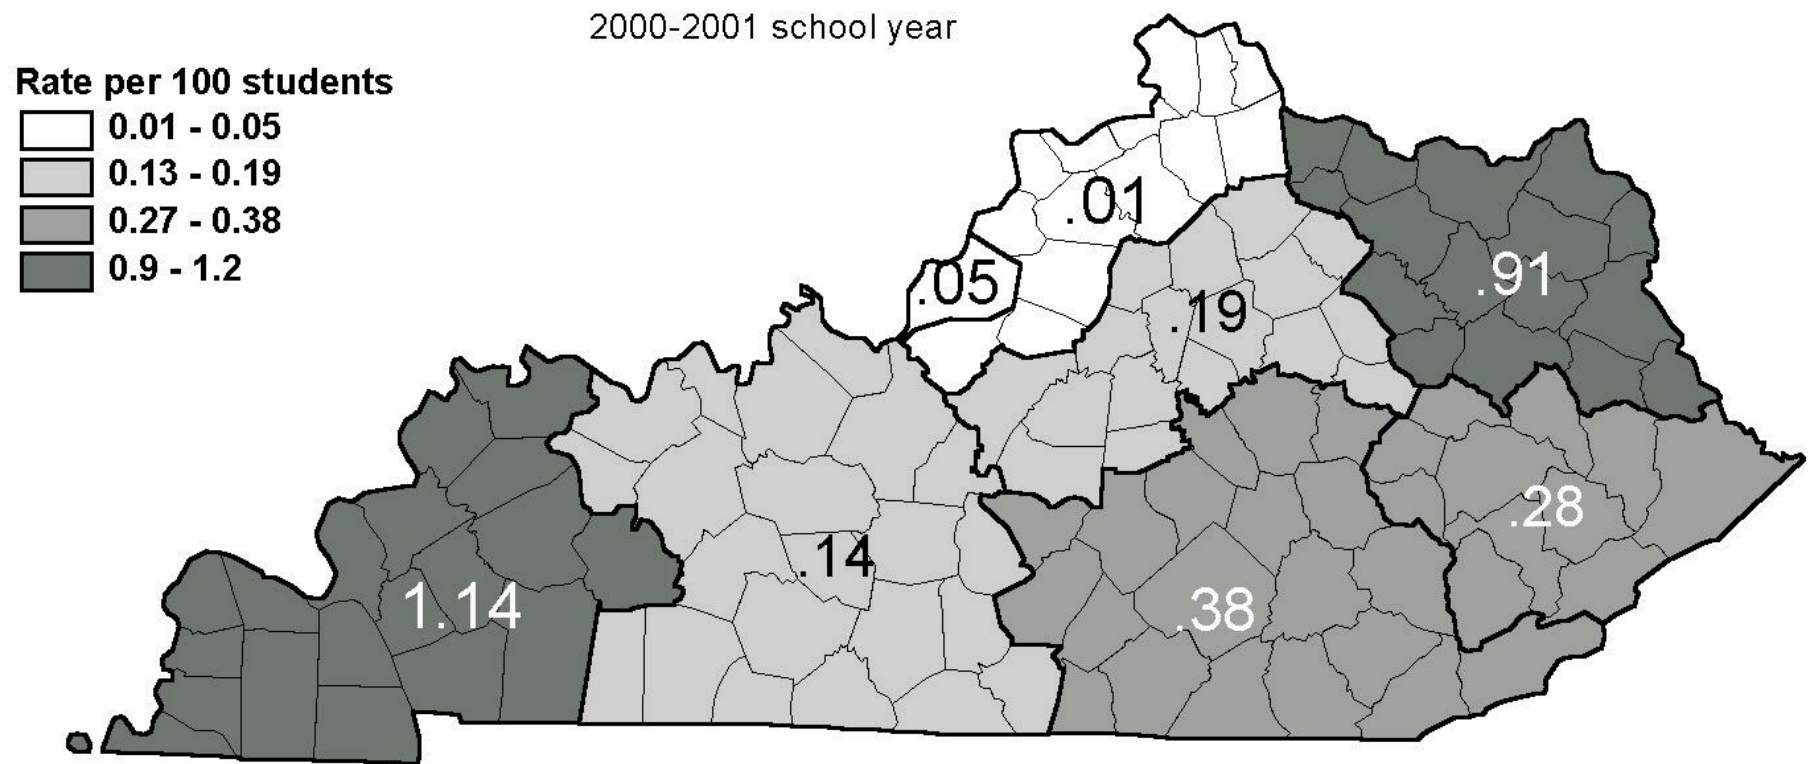 2000-2001 school year
Rate per 100 students
0.01 - 0.05
0.13 - 0.19
0.27 - 0.38
0.9 - 1.2
.01
.05
.19
.91
.14
1.14
.38
.28